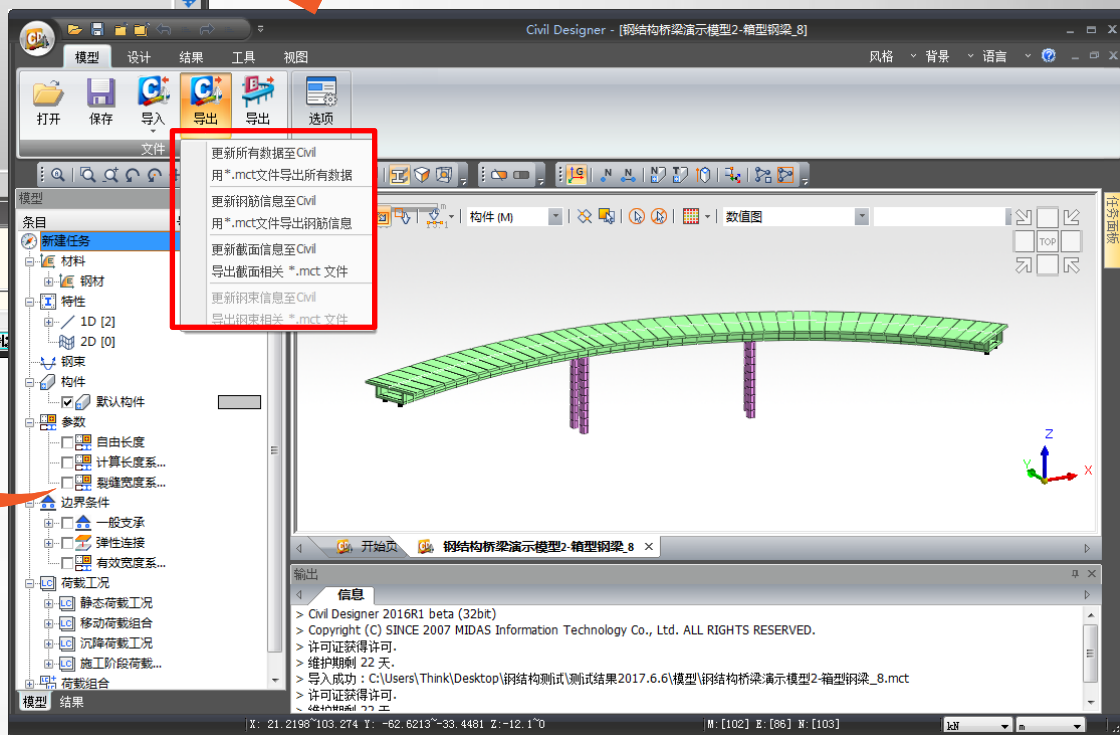 Civil Designer - [钢结构桥梁演示模型2-箱型钢梁_8]
模型 设计 结果 工具 视图 风格 背景 语言
打开 保存 导入 导出 导出 选项
文件
更新所有数据至Civil
用*.mct文件导出所有数据
更新钢筋信息至Civil
用*.mct文件导出钢筋信息
更新截面信息至Civil
导出截面相关 *.mct 文件
更新钢束信息至Civil
导出钢束相关 *.mct 文件
模型
条目
新建任务
材料
钢材
特性
1D [2]
2D [0]
钢束
构件
默认构件
参数
自由长度
计算长度系...
裂缝宽度系...
边界条件
一般支承
弹性连接
有效宽度系...
荷载工况
静态荷载工况
移动荷载组合
沉降荷载工况
施工阶段荷载...
荷载组合
模型 结果
构件 (M) 数值图
任务面板
TOP
Z
Y
X
开始页 钢结构桥梁演示模型2-箱型钢梁_8
输出
信息
> Civil Designer 2016R1 beta (32bit)
> Copyright (C) SINCE 2007 MIDAS Information Technology Co., Ltd. ALL RIGHTS RESERVED.
> 许可证获得许可.
> 维护期剩 22 天.
> 导入成功 : C:\Users\Think\Desktop\钢结构测试\测试结果2017.6.6\模型\钢结构桥梁演示模型2-箱型钢梁_8.mct
> 许可证获得许可.
> 维护期剩 22 天.
X: 21.2198~103.274 Y: -62.6213~-33.4481 Z:-12.1~0 M:[102] E:[86] N:[103] kN m